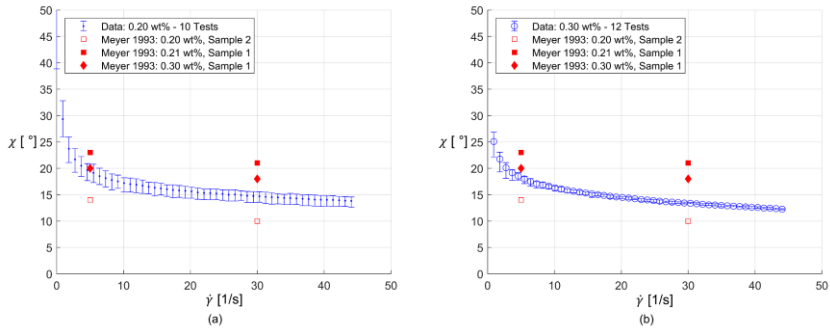 Data: 0.20 wt% - 10 Tests
Meyer 1993: 0.20 wt%, Sample 2
Meyer 1993: 0.21 wt%, Sample 1
Meyer 1993: 0.30 wt%, Sample 1
50
45
40
35
30
25
20
15
10
5
0
χ [ °]
0 10 20 30 40 50
γ̇ [1/s]
(a)
Data: 0.30 wt% - 12 Tests
Meyer 1993: 0.20 wt%, Sample 2
Meyer 1993: 0.21 wt%, Sample 1
Meyer 1993: 0.30 wt%, Sample 1
50
45
40
35
30
25
20
15
10
5
0
χ [ °]
0 10 20 30 40 50
γ̇ [1/s]
(b)